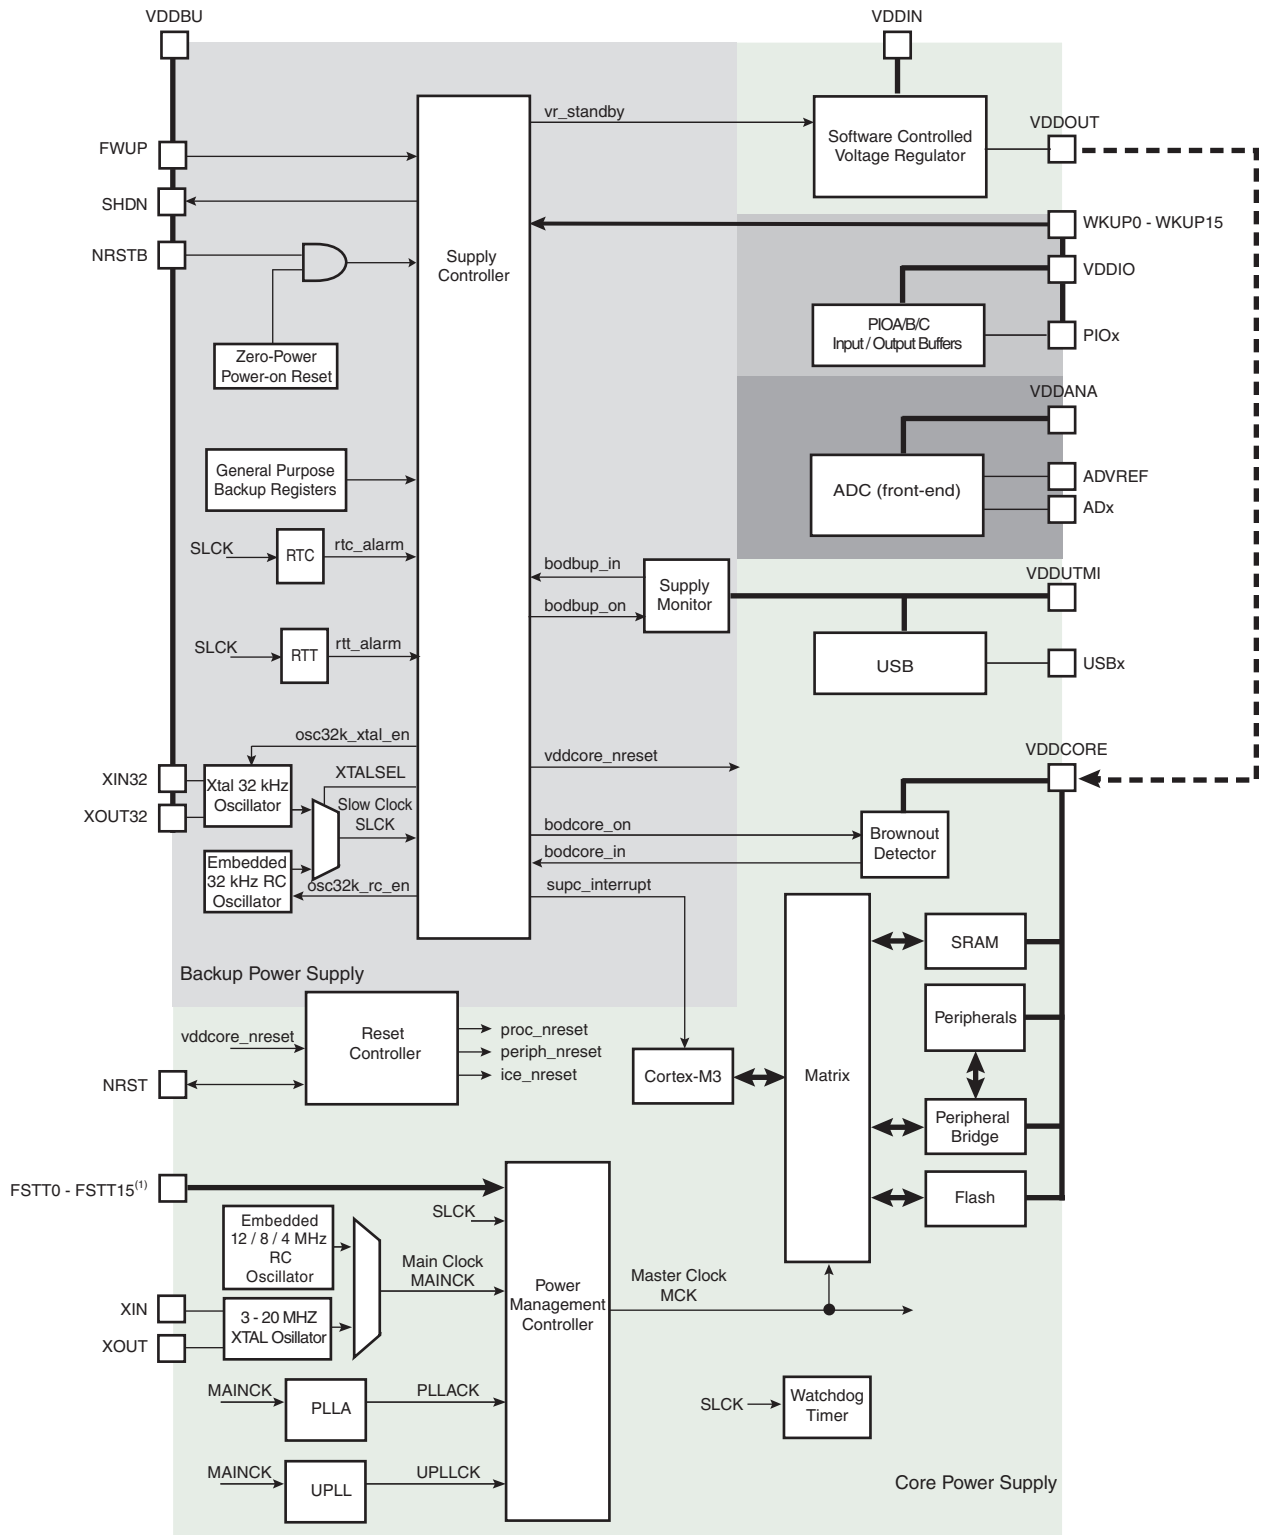 VDDBU
VDDIN
FWUP
SHDN
NRSTB
vr_standby
Software Controlled
Voltage Regulator
VDDOUT
Supply
Controller
WKUP0 - WKUP15
VDDIO
PIOA/B/C
Input / Output Buffers
PIOx
Zero-Power
Power-on Reset
VDDANA
General Purpose
Backup Registers
ADC (front-end)
ADVREF
ADx
SLCK
RTC
rtc_alarm
bodbup_in
bodbup_on
Supply
Monitor
VDDUTMI
SLCK
RTT
rtt_alarm
USB
USBx
osc32k_xtal_en
XTALSEL
vddcore_nreset
VDDCORE
XIN32
XOUT32
Xtal 32 kHz
Oscillator
Slow Clock
SLCK
bodcore_on
bodcore_in
Brownout
Detector
Embedded
32 kHz RC
Oscillator
osc32k_rc_en
supc_interrupt
SRAM
Backup Power Supply
vddcore_nreset
Reset
Controller
proc_nreset
periph_nreset
ice_nreset
NRST
Cortex-M3
Matrix
Peripherals
Peripheral
Bridge
Flash
FSTT0 - FSTT15(1)
SLCK
Embedded
12 / 8 / 4 MHz
RC
Oscillator
Main Clock
MAINCK
Power
Management
Controller
Master Clock
MCK
XIN
XOUT
3 - 20 MHZ
XTAL Osillator
MAINCK
PLLA
PLLACK
SLCK
Watchdog
Timer
MAINCK
UPLL
UPLLCK
Core Power Supply